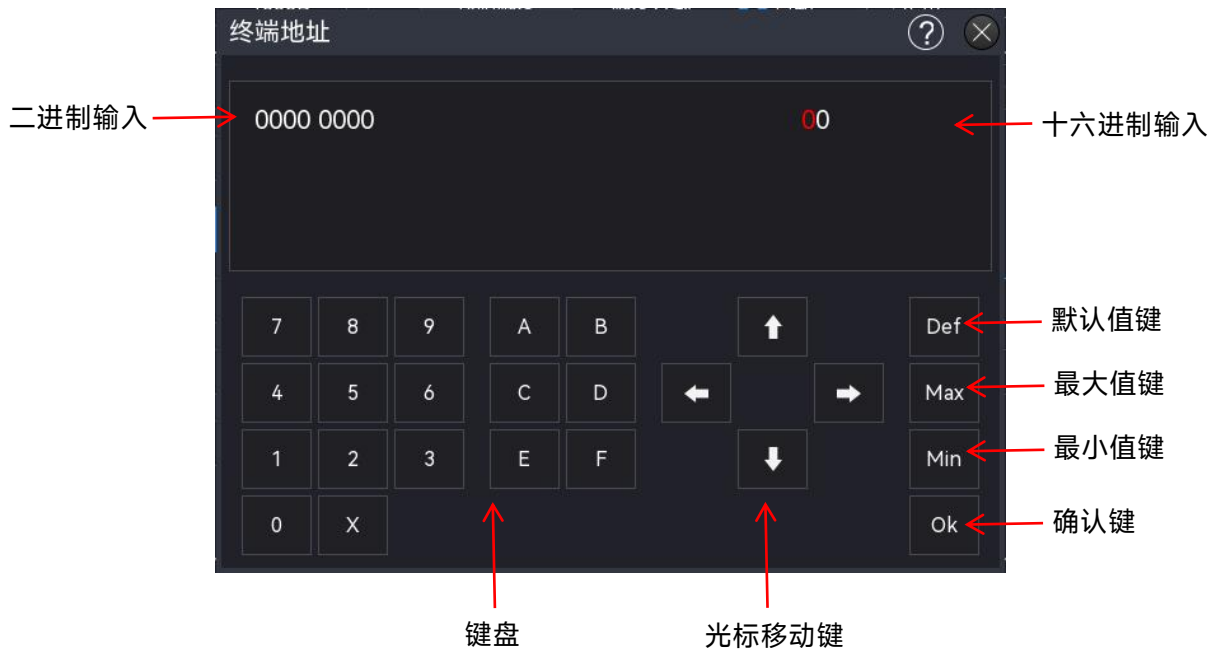 终端地址
?
二进制输入
0000 0000
00
十六进制输入
7 8 9 A B Def
默认值键
4 5 6 C D Max
最大值键
1 2 3 E F Min
最小值键
0 X Ok
确认键
键盘
光标移动键